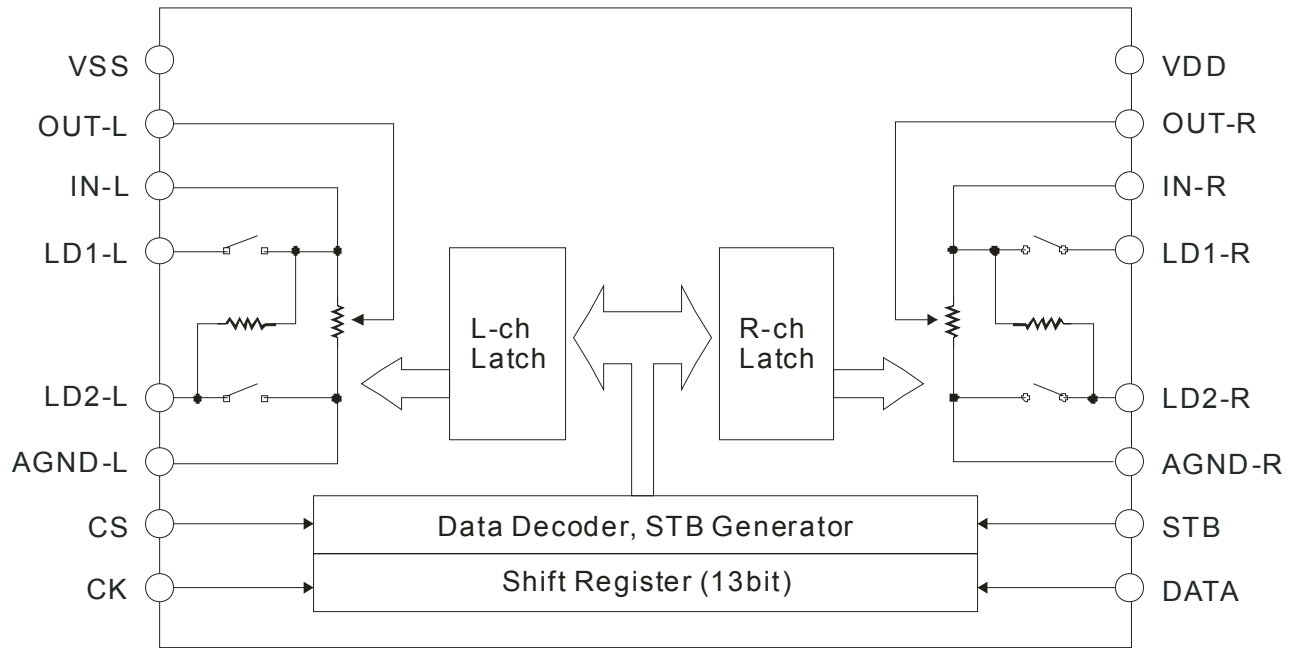 VSS
VDD
OUT-L
OUT-R
IN-L
IN-R
LD1-L
LD1-R
L-ch
Latch
R-ch
Latch
LD2-L
LD2-R
AGND-L
AGND-R
CS
Data Decoder, STB Generator
STB
CK
Shift Register (13bit)
DATA